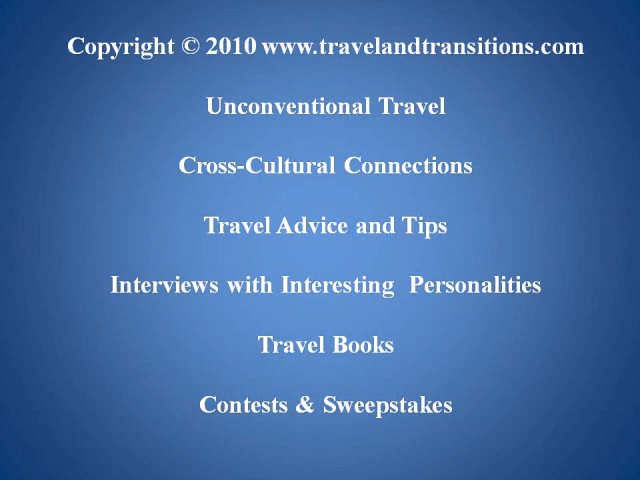 Copyright © 2010 www.travelandtransitions.com
Unconventional Travel
Cross-Cultural Connections
Travel Advice and Tips
Interviews with Interesting  Personalities
Travel Books
Contests & Sweepstakes